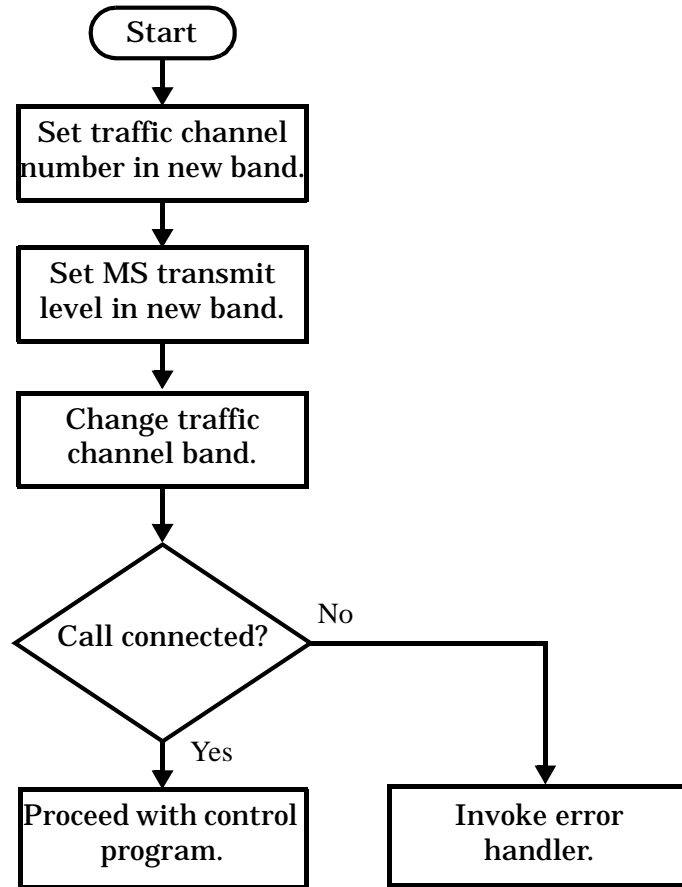 Start
Set traffic channel
number in new band.
Set MS transmit
level in new band.
Change traffic
channel band.
Call connected?
No
Yes
Proceed with control
program.
Invoke error
handler.